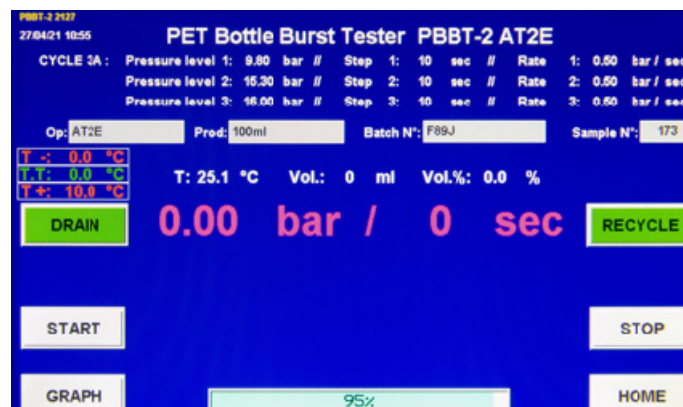 PBBT-2 2127
27/04/21 10:55
PET Bottle Burst Tester PBBT-2 AT2E
CYCLE 3A : Pressure level 1: 9.80 bar // Step 1: 10 sec // Rate 1: 0.50 bar / sec
Pressure level 2: 15.30 bar // Step 2: 10 sec // Rate 2: 0.50 bar / sec
Pressure level 3: 16.00 bar // Step 3: 10 sec // Rate 3: 0.50 bar / sec
Op: AT2E Prod: 100ml Batch N°: F89J Sample N°: 173
T -: 0.0 °C
T.T: 0.0 °C
T +: 10.0 °C
T: 25.1 °C Vol.: 0 ml Vol.%: 0.0 %
DRAIN 0.00 bar / 0 sec RECYCLE
START STOP
GRAPH 95% HOME